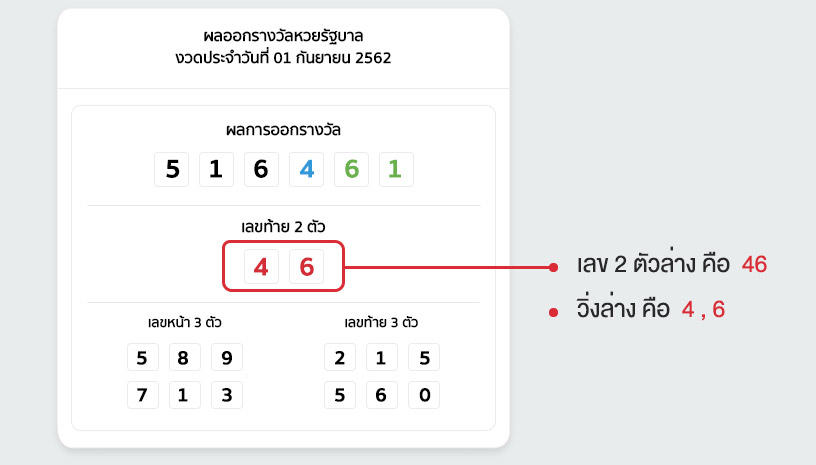 ผลออกรางวัลหวยรัฐบาล
งวดประจำวันที่ 01 กันยายน 2562
ผลการออกรางวัล
5 1 6 4 6 1
เลขท้าย 2 ตัว
4 6
เลข 2 ตัวล่าง คือ 46
วิ่งล่าง คือ 4 , 6
เลขหน้า 3 ตัว
5 8 9
7 1 3
เลขท้าย 3 ตัว
2 1 5
5 6 0